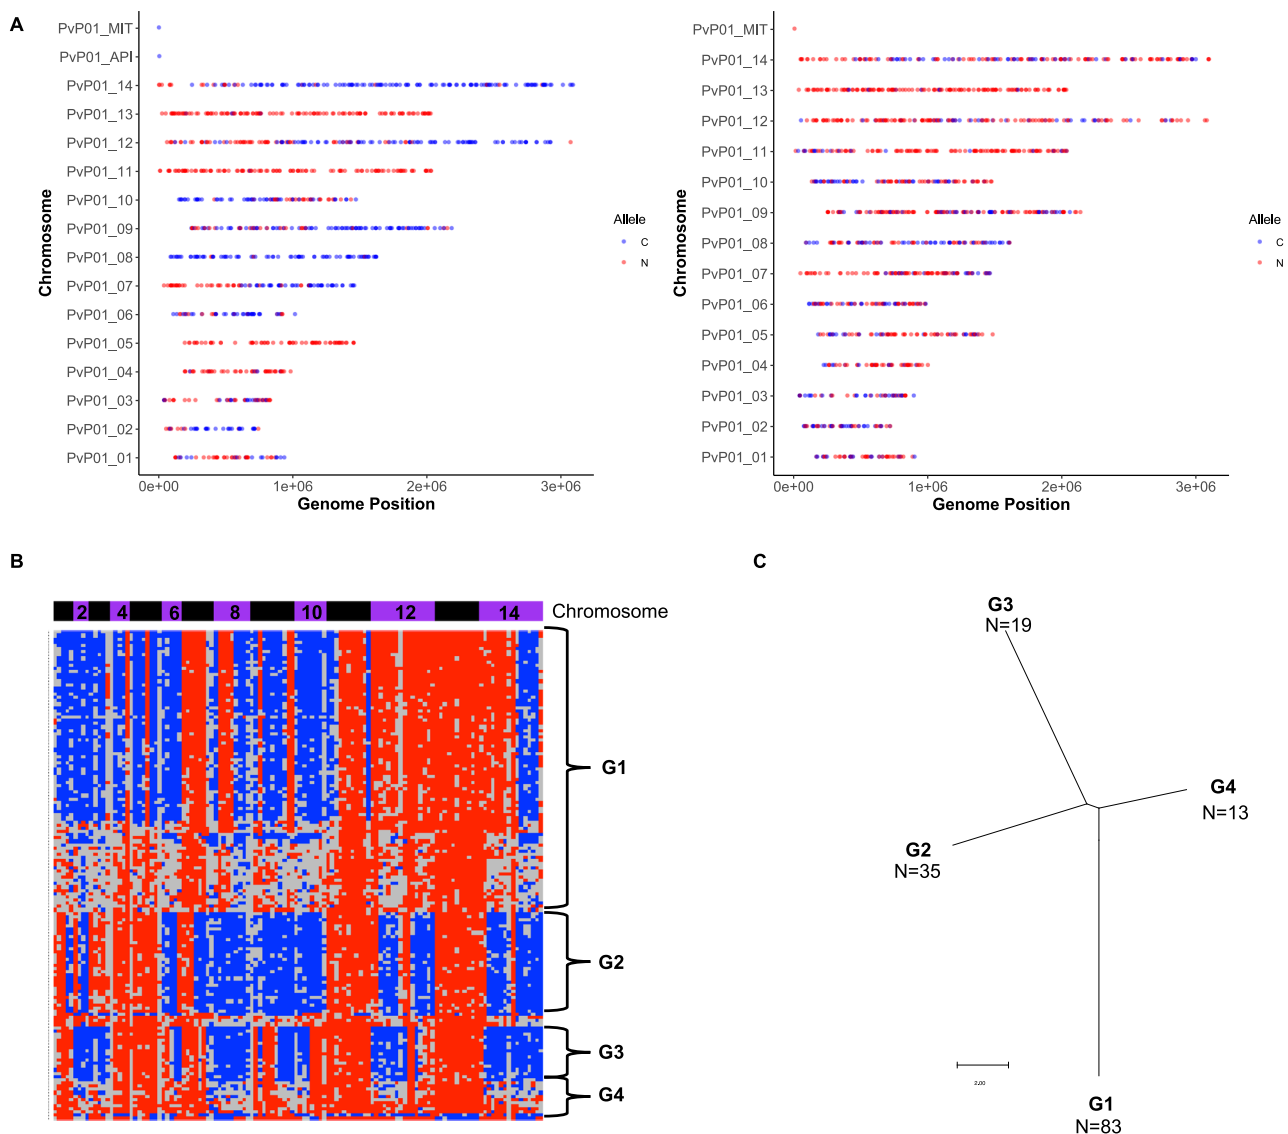 A
PvP01_MIT
PvP01_API
PvP01_14
PvP01_13
PvP01_12
PvP01_11
PvP01_10
PvP01_09
PvP01_08
PvP01_07
PvP01_06
PvP01_05
PvP01_04
PvP01_03
PvP01_02
PvP01_01
Chromosome
0e+00 1e+06 2e+06 3e+06
Genome Position
Allele
C
N
PvP01_MIT
PvP01_14
PvP01_13
PvP01_12
PvP01_11
PvP01_10
PvP01_09
PvP01_08
PvP01_07
PvP01_06
PvP01_05
PvP01_04
PvP01_03
PvP01_02
PvP01_01
Chromosome
0e+00 1e+06 2e+06 3e+06
Genome Position
Allele
C
N
B
2 4 6 8 10 12 14 Chromosome
G1
G2
G3
G4
C
G3
N=19
G4
N=13
G2
N=35
2.00
G1
N=83